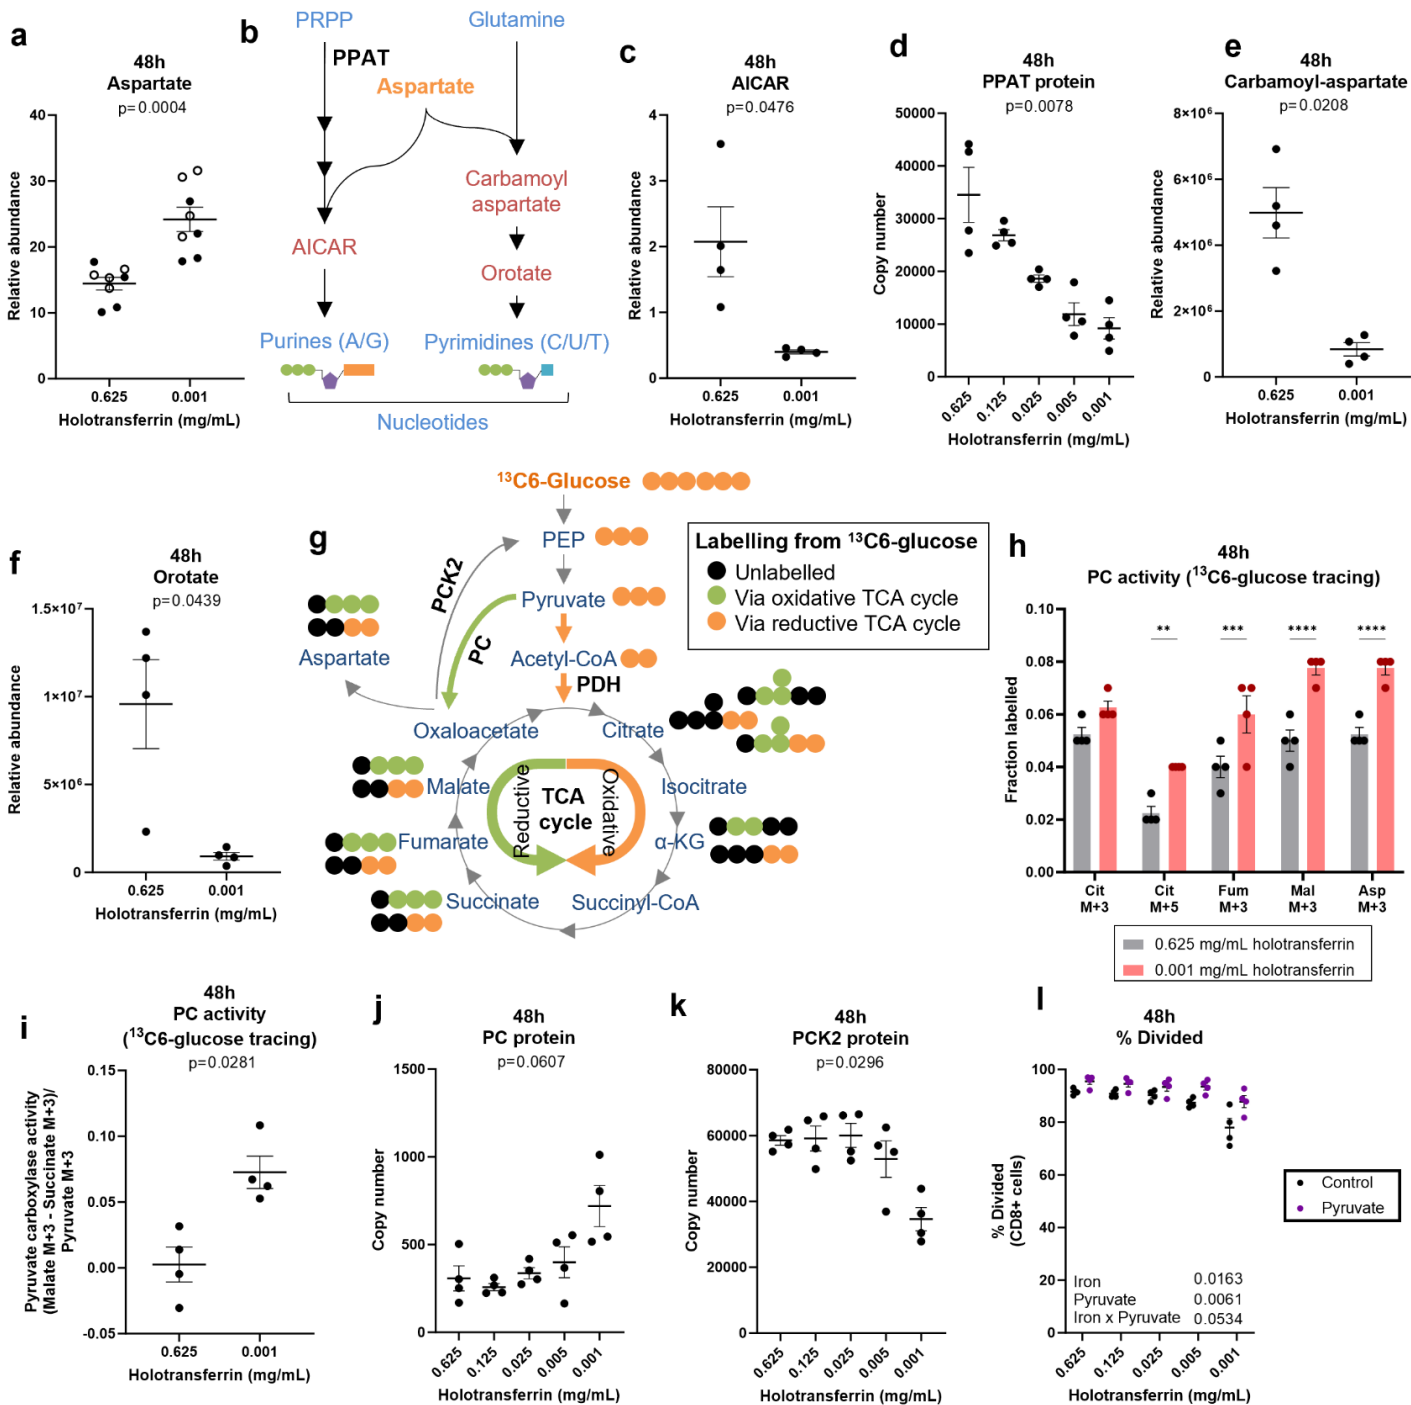 a
48h
Aspartate
p=0.0004
Relative abundance
40
30
20
10
0
0.625
0.001
Holotransferrin (mg/mL)
b
PRPP
Glutamine
PPAT
Aspartate
Carbamoyl
aspartate
AICAR
Orotate
Purines (A/G)
Pyrimidines (C/U/T)
Nucleotides
c
48h
AICAR
p=0.0476
Relative abundance
4
3
2
1
0
0.625
0.001
Holotransferrin (mg/mL)
d
48h
PPAT protein
p=0.0078
Copy number
50000
40000
30000
20000
10000
0
0.625
0.125
0.025
0.005
0.001
Holotransferrin (mg/mL)
e
48h
Carbamoyl-aspartate
p=0.0208
Relative abundance
8×10⁶
6×10⁶
4×10⁶
2×10⁶
0
0.625
0.001
Holotransferrin (mg/mL)
f
48h
Orotate
p=0.0439
Relative abundance
1.5×10⁷
1×10⁷
5×10⁶
0
0.625
0.001
Holotransferrin (mg/mL)
g
¹³C6-Glucose
PEP
PCK2
Pyruvate
PC
Acetyl-CoA
PDH
Aspartate
Oxaloacetate
Citrate
Malate
Isocitrate
Fumarate
α-KG
Succinate
Succinyl-CoA
Reductive
TCA
cycle
Oxidative
Labelling from ¹³C6-glucose
Unlabelled
Via oxidative TCA cycle
Via reductive TCA cycle
h
48h
PC activity (¹³C6-glucose tracing)
Fraction labelled
0.10
0.08
0.06
0.04
0.02
0.00
**
***
****
****
Cit
M+3
Cit
M+5
Fum
M+3
Mal
M+3
Asp
M+3
0.625 mg/mL holotransferrin
0.001 mg/mL holotransferrin
i
48h
PC activity
(¹³C6-glucose tracing)
p=0.0281
Pyruvate carboxylase activity
(Malate M+3 - Succinate M+3)/
Pyruvate M+3
0.15
0.10
0.05
0.00
-0.05
0.625
0.001
Holotransferrin (mg/mL)
j
48h
PC protein
p=0.0607
Copy number
1500
1000
500
0
0.625
0.125
0.025
0.005
0.001
Holotransferrin (mg/mL)
k
48h
PCK2 protein
p=0.0296
Copy number
80000
60000
40000
20000
0
0.625
0.125
0.025
0.005
0.001
Holotransferrin (mg/mL)
l
48h
% Divided
% Divided
(CD8+ cells)
100
80
60
40
20
0
Iron 0.0163
Pyruvate 0.0061
Iron x Pyruvate 0.0534
0.625
0.125
0.025
0.005
0.001
Holotransferrin (mg/mL)
Control
Pyruvate